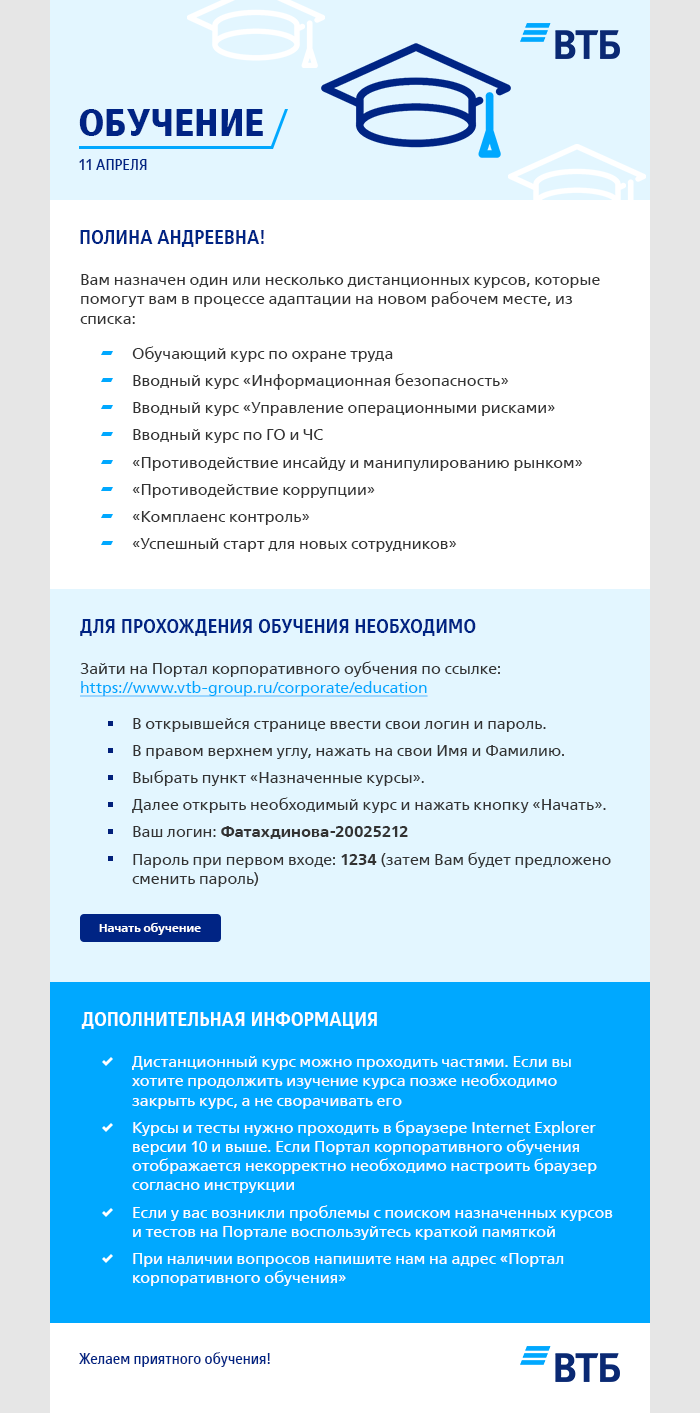 ВТБ
ОБУЧЕНИЕ
11 АПРЕЛЯ
ПОЛИНА АНДРЕЕВНА!
Вам назначен один или несколько дистанционных курсов, которые
помогут вам в процессе адаптации на новом рабочем месте, из
списка:
Обучающий курс по охране труда
Вводный курс «Информационная безопасность»
Вводный курс «Управление операционными рисками»
Вводный курс по ГО и ЧС
«Противодействие инсайду и манипулированию рынком»
«Противодействие коррупции»
«Комплаенс контроль»
«Успешный старт для новых сотрудников»
ДЛЯ ПРОХОЖДЕНИЯ ОБУЧЕНИЯ НЕОБХОДИМО
Зайти на Портал корпоративного оубчения по ссылке:
https://www.vtb-group.ru/corporate/education
В открывшейся странице ввести свои логин и пароль.
В правом верхнем углу, нажать на свои Имя и Фамилию.
Выбрать пункт «Назначенные курсы».
Далее открыть необходимый курс и нажать кнопку «Начать».
Ваш логин: Фатахдинова-20025212
Пароль при первом входе: 1234 (затем Вам будет предложено
сменить пароль)
Начать обучение
ДОПОЛНИТЕЛЬНАЯ ИНФОРМАЦИЯ
Дистанционный курс можно проходить частями. Если вы
хотите продолжить изучение курса позже необходимо
закрыть курс, а не сворачивать его
Курсы и тесты нужно проходить в браузере Internet Explorer
версии 10 и выше. Если Портал корпоративного обучения
отображается некорректно необходимо настроить браузер
согласно инструкции
Если у вас возникли проблемы с поиском назначенных курсов
и тестов на Портале воспользуйтесь краткой памяткой
При наличии вопросов напишите нам на адрес «Портал
корпоративного обучения»
Желаем приятного обучения!
ВТБ